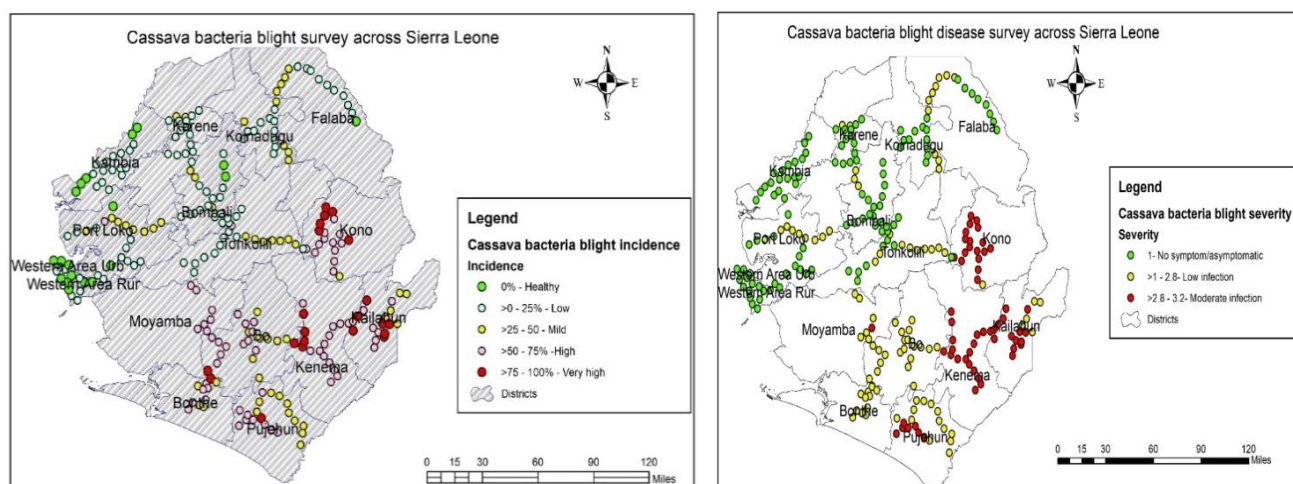 Cassava bacteria blight survey across Sierra Leone
N
W E
S
Falaba
Karene
Koinadagu
Kambia
Bombali
Port Loko
Kono
Tonkolili
Western Area Urb
Western Area Rur
Moyamba
Bo
Kailahun
Kenema
Bonthe
Pujehun
Legend
Cassava bacteria blight incidence
Incidence
0% - Healthy
>0 - 25% - Low
>25 - 50 - Mild
>50 - 75% -High
>75 - 100% - Very high
Districts
0 15 30 60 90 120
Miles
Cassava bacteria blight disease survey across Sierra Leone
N
W E
S
Falaba
Karene
Koinadagu
Kambia
Bombali
Port Loko
Kono
Tonkolili
Western Area Urb
Western Area Rur
Moyamba
Bo
Kailahun
Kenema
Bonthe
Pujehun
Legend
Cassava bacteria blight severity
Severity
1- No symptom/asymptomatic
>1 - 2.8- Low infection
>2.8 - 3.2- Moderate infection
Districts
0 15 30 60 90 120
Miles